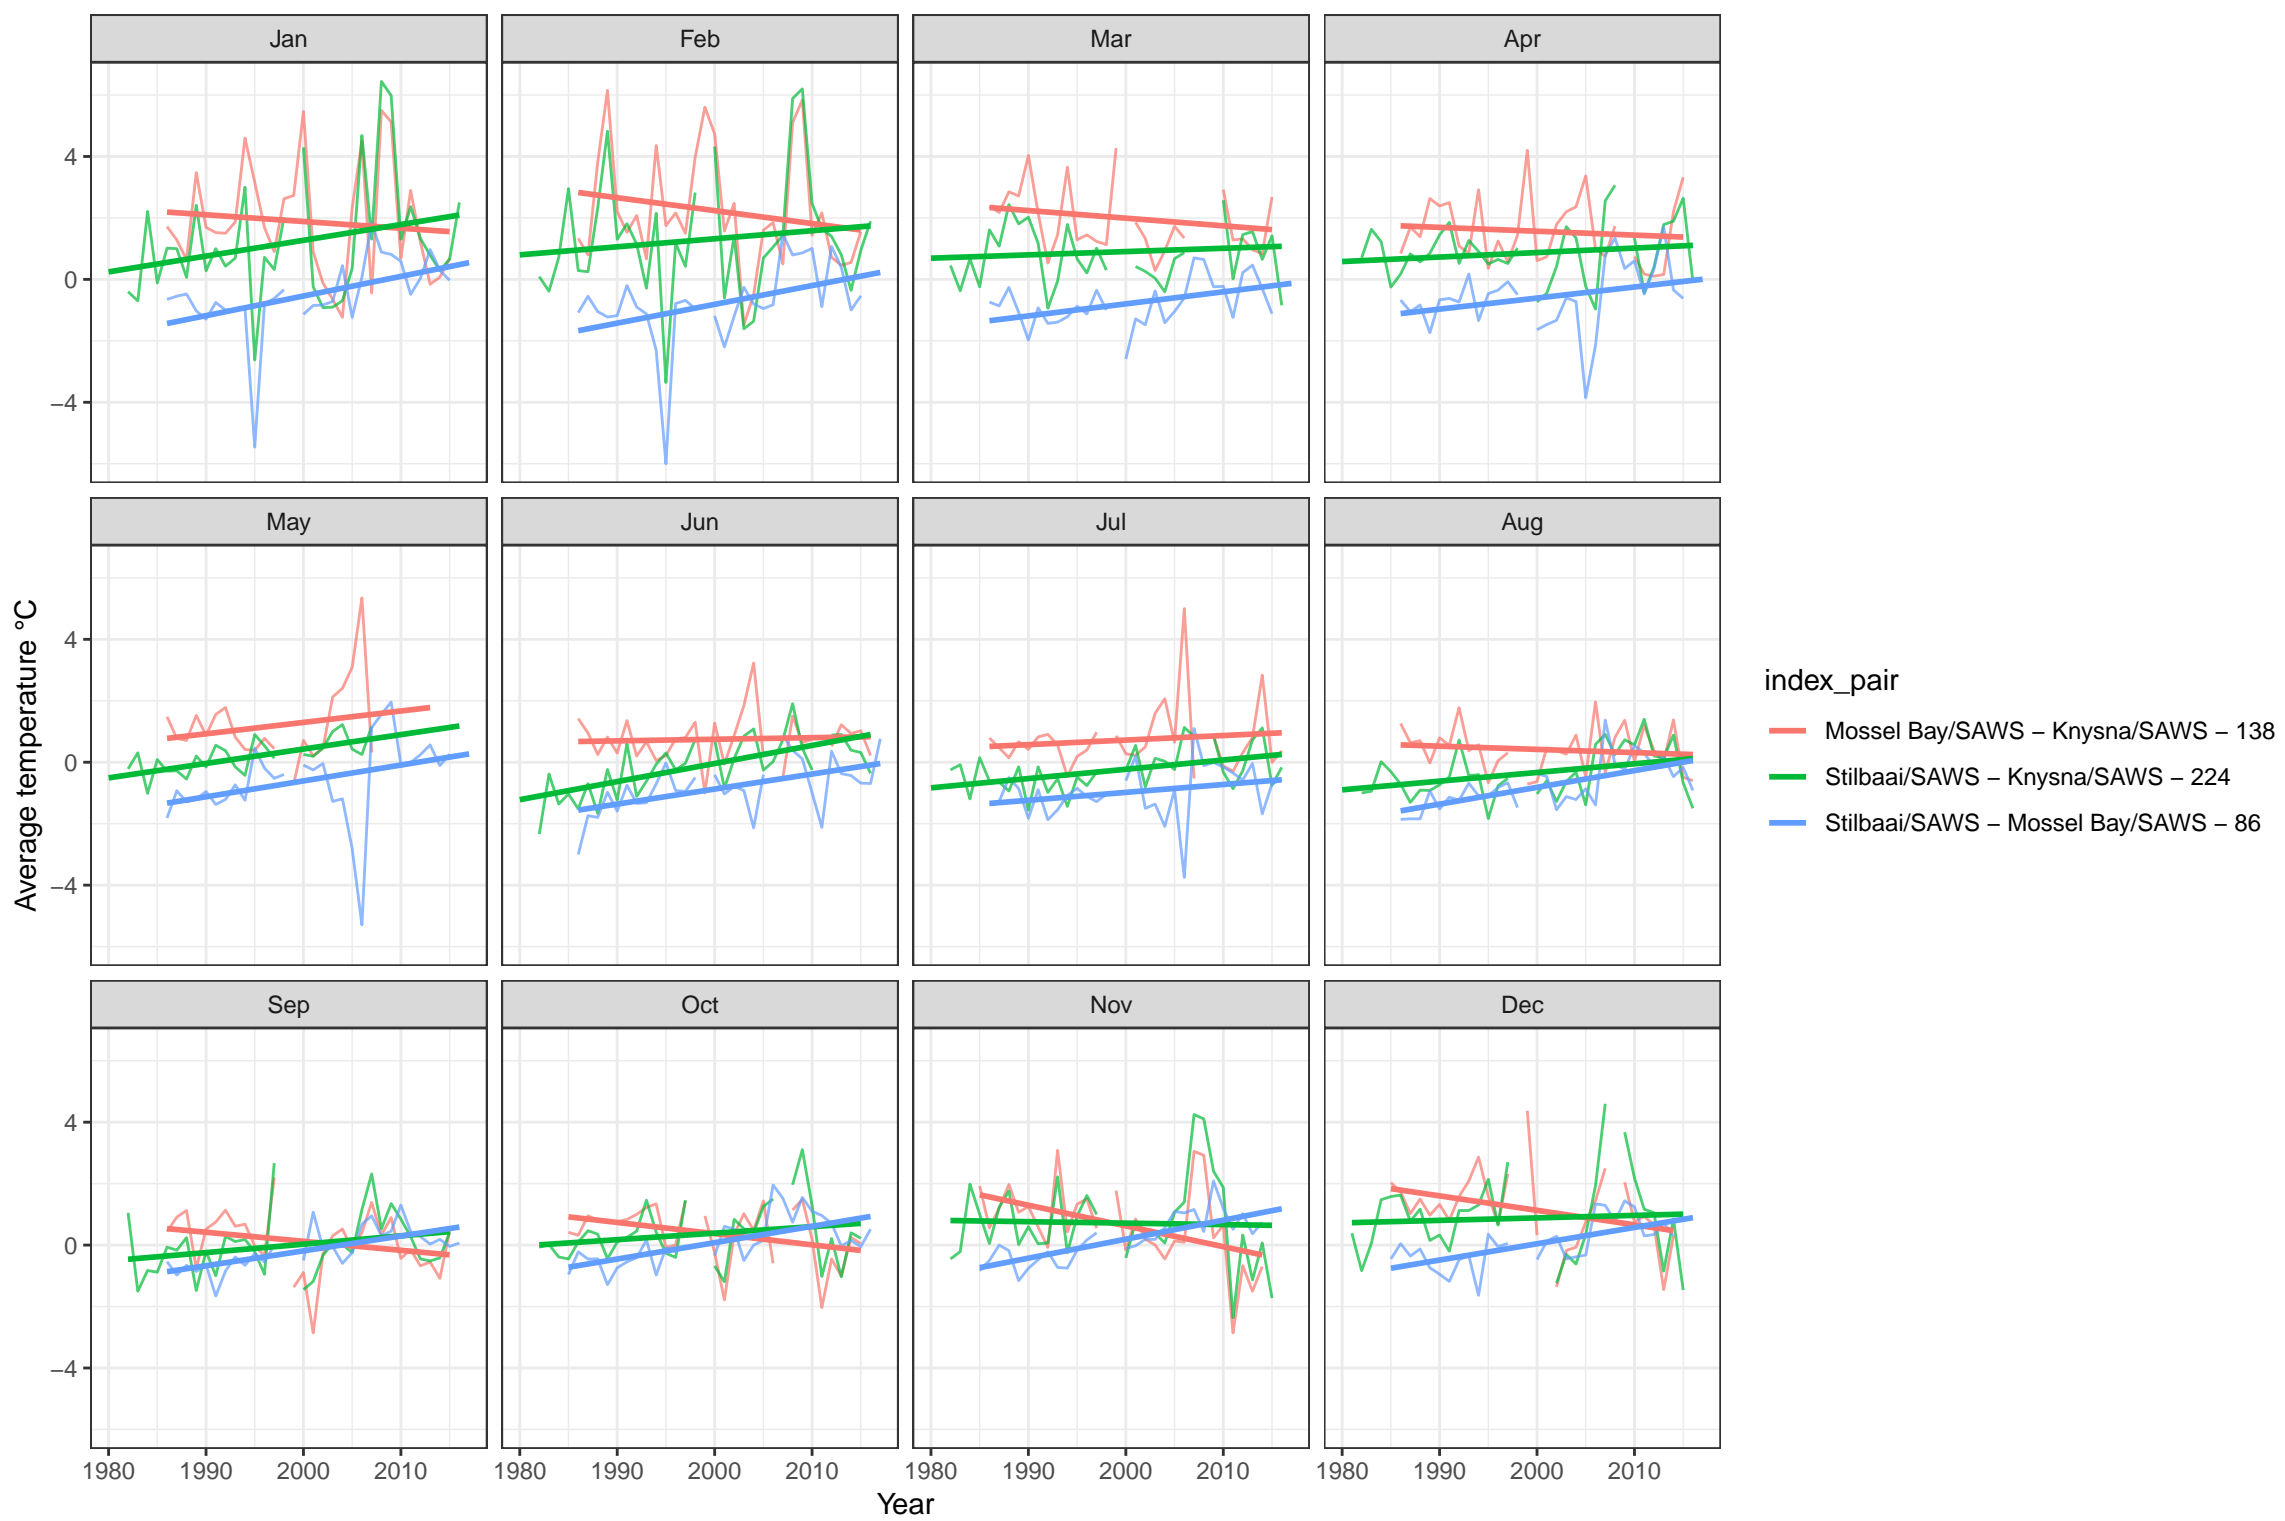 Jan Feb Mar Apr
4
0
−4
May Jun Jul Aug
4
0
−4
Sep Oct Nov Dec
4
0
−4
1980 1990 2000 2010 1980 1990 2000 2010 1980 1990 2000 2010 1980 1990 2000 2010
Year
Average temperature °C
index_pair
Mossel Bay/SAWS − Knysna/SAWS − 138
Stilbaai/SAWS − Knysna/SAWS − 224
Stilbaai/SAWS − Mossel Bay/SAWS − 86